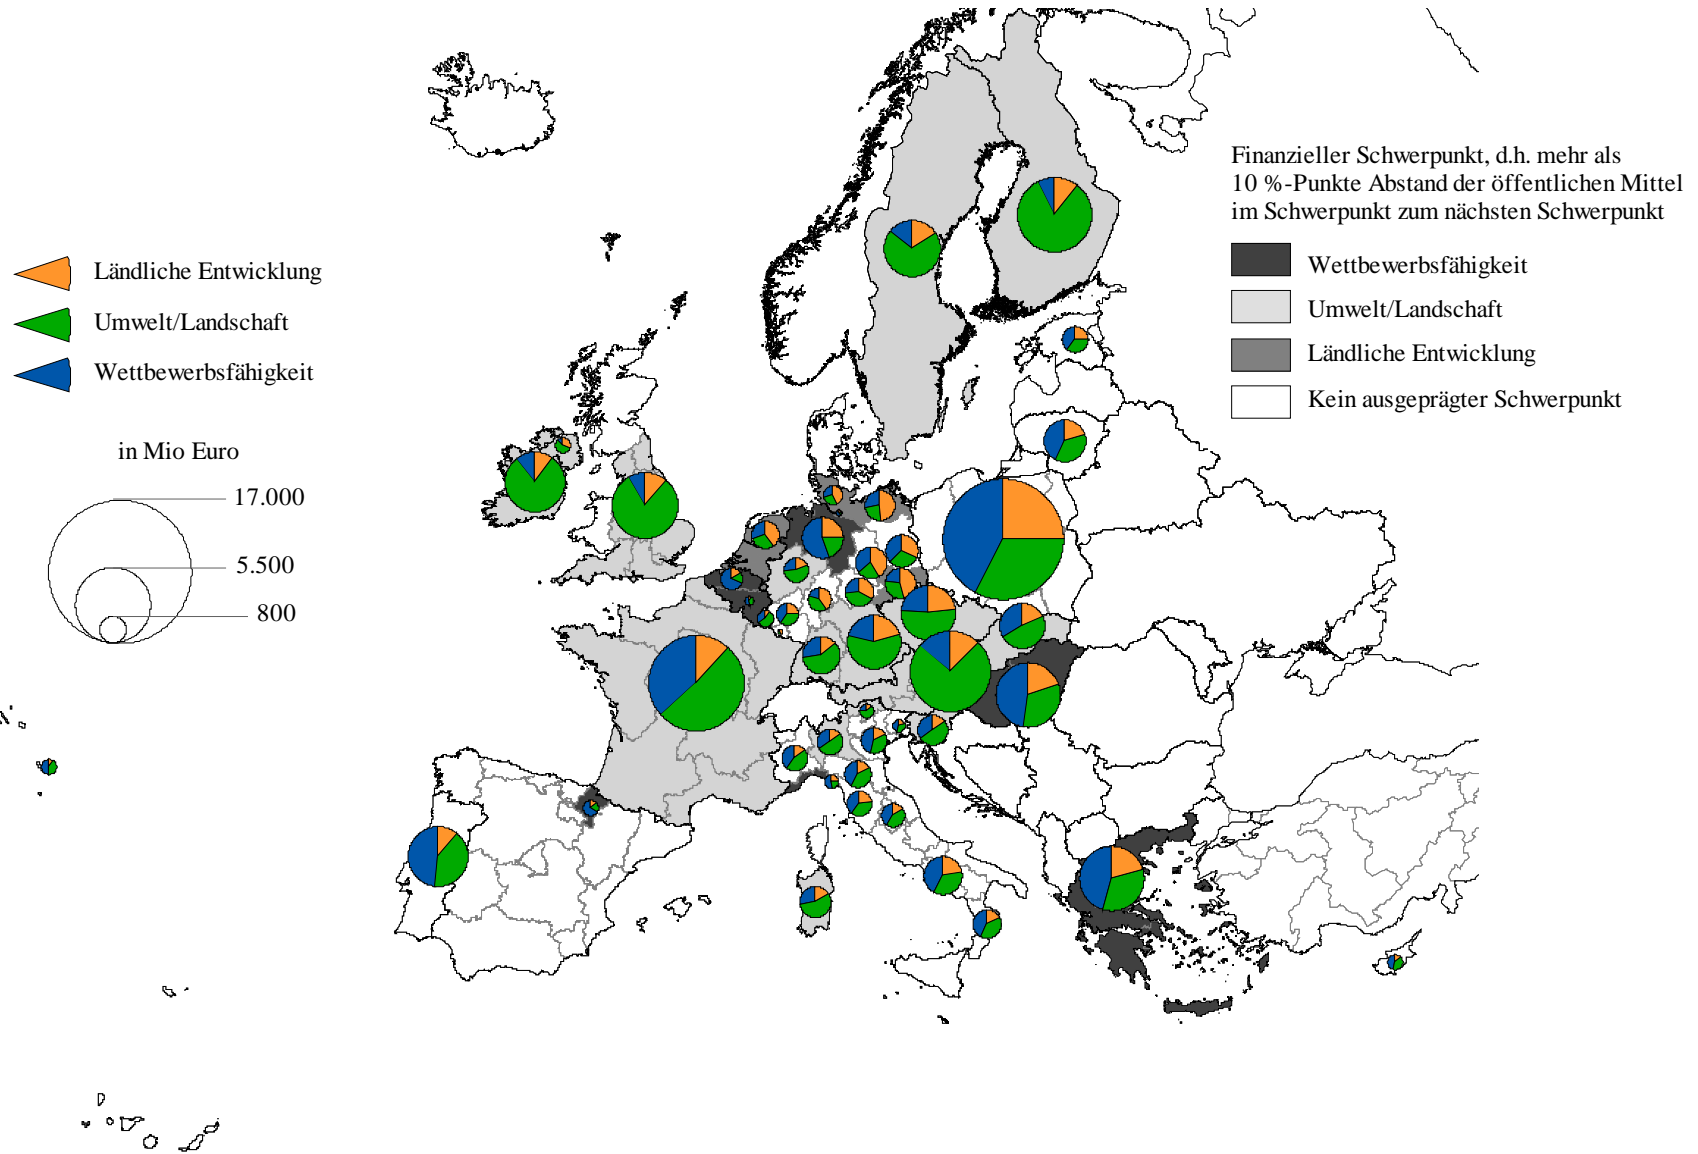 Ländliche Entwicklung
Umwelt/Landschaft
Wettbewerbsfähigkeit
in Mio Euro
17.000
5.500
800
Finanzieller Schwerpunkt, d.h. mehr als
10 %-Punkte Abstand der öffentlichen Mittel
im Schwerpunkt zum nächsten Schwerpunkt
Wettbewerbsfähigkeit
Umwelt/Landschaft
Ländliche Entwicklung
Kein ausgeprägter Schwerpunkt